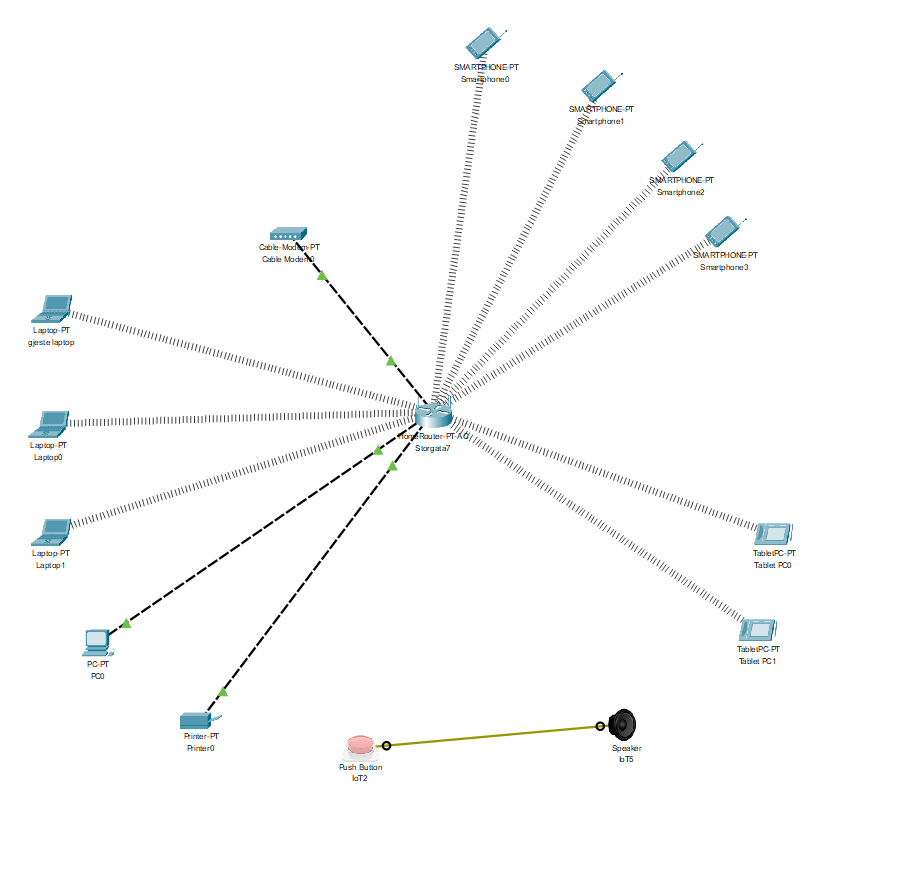 SMARTPHONE-PT
Smartphone0
SMARTPHONE-PT
Smartphone1
SMARTPHONE-PT
Smartphone2
SMARTPHONE-PT
Smartphone3
Cable-Modem-PT
Cable Modem0
Laptop-PT
gjeste laptop
Laptop-PT
Laptop0
HomeRouter-PT-AC
Storgata7
Laptop-PT
Laptop1
TabletPC-PT
Tablet PC0
TabletPC-PT
Tablet PC1
PC-PT
PC0
Printer-PT
Printer0
Push Button
IoT2
Speaker
IoT5